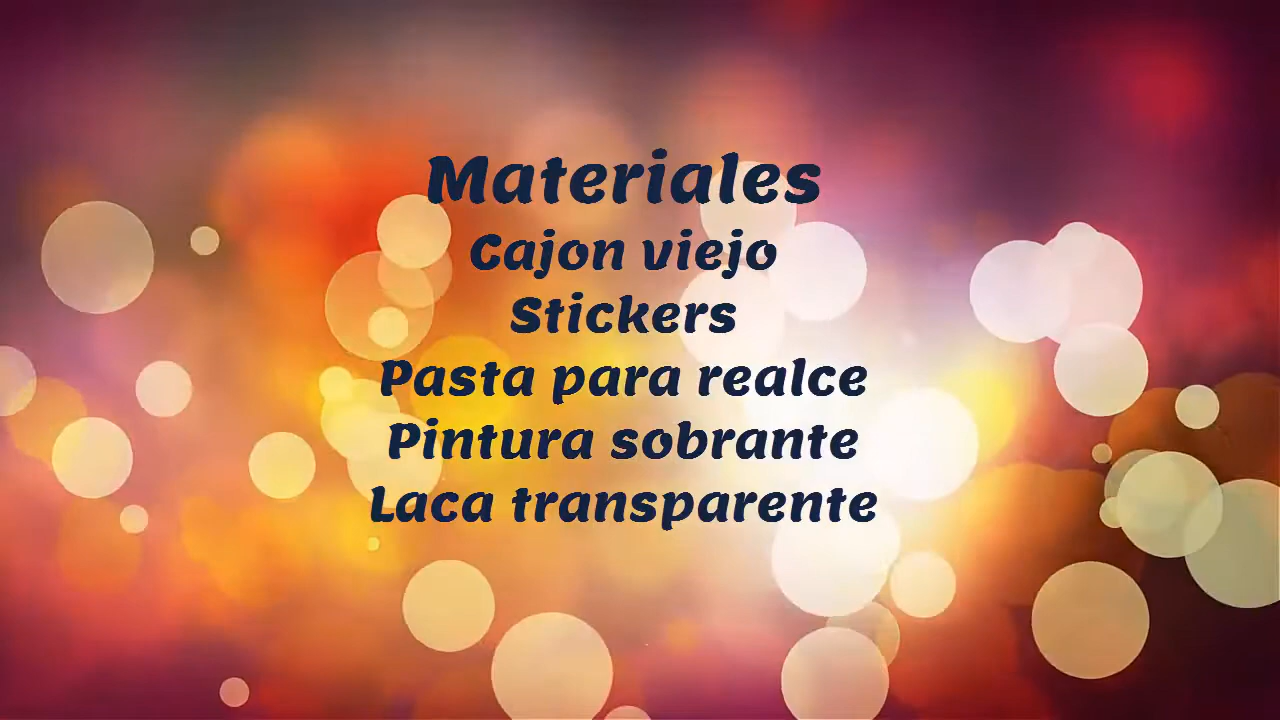 Materiales
Cajon viejo
Stickers
Pasta para realce
Pintura sobrante
Laca transparente